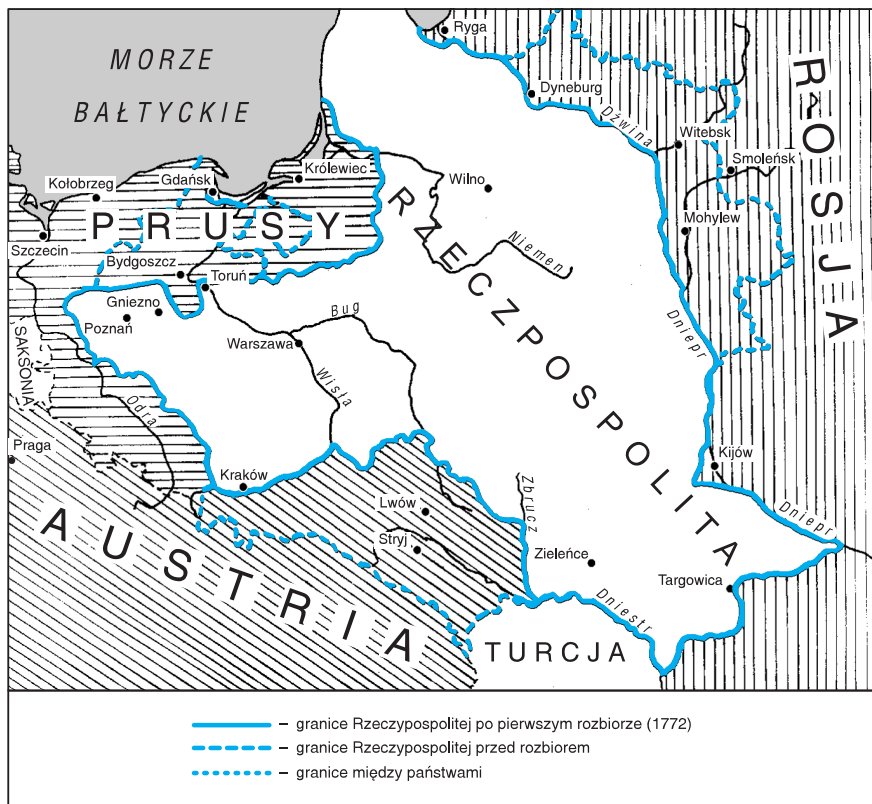 MORZE
BAŁTYCKIE
Ryga
Dyneburg
Dźwina
Witebsk
Smoleńsk
Mohylew
ROSJA
Kołobrzeg
Gdańsk
Królewiec
Wilno
Szczecin
PRUSY
Bydgoszcz
Toruń
Niemen
RZECZPOSPOLITA
Gniezno
Poznań
Bug
Warszawa
Wisła
Dniepr
SAKSONIA
Odra
Praga
Kraków
Kijów
Lwów
Zbrucz
Dniepr
Stryj
Zieleńce
Targowica
AUSTRIA
Dniestr
TURCJA
– granice Rzeczypospolitej po pierwszym rozbiorze (1772)
– granice Rzeczypospolitej przed rozbiorem
– granice między państwami